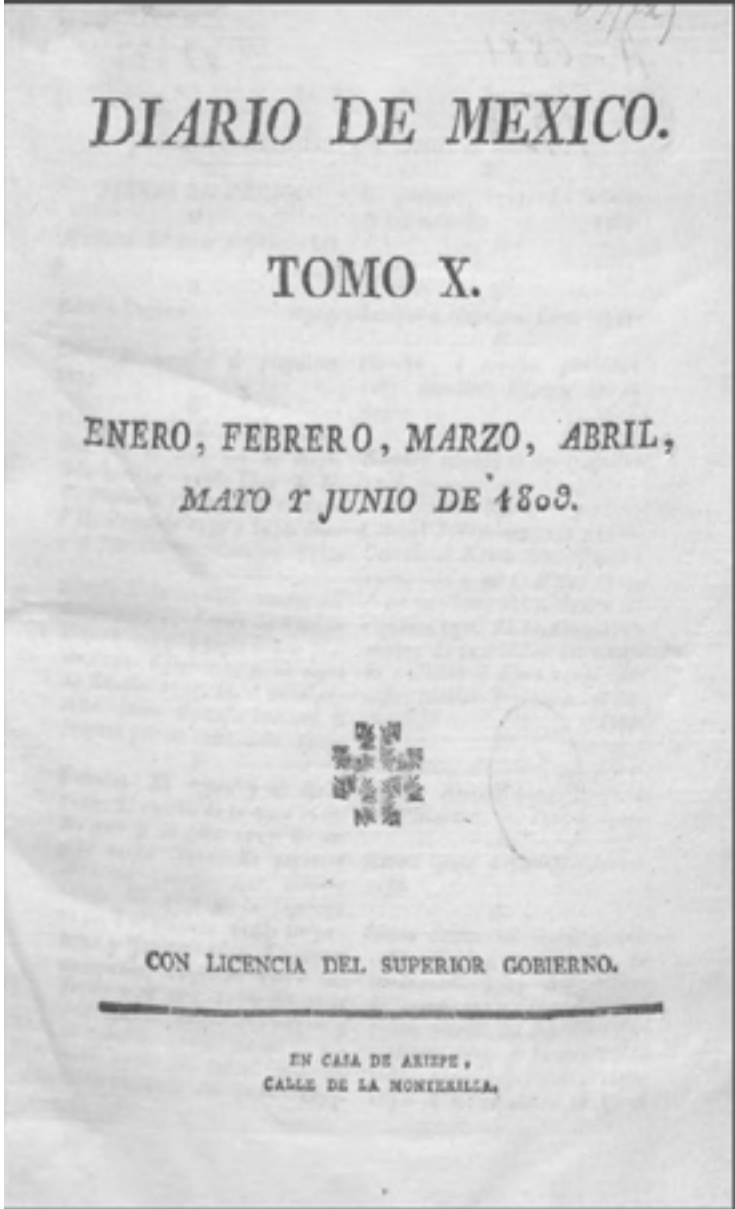 DIARIO DE MEXICO.
TOMO X.
ENERO, FEBRERO, MARZO, ABRIL,
MAYO Y JUNIO DE 1809.
CON LICENCIA DEL SUPERIOR GOBIERNO.
EN CASA DE ARIZPE,
CALLE DE LA MONTERILLA.